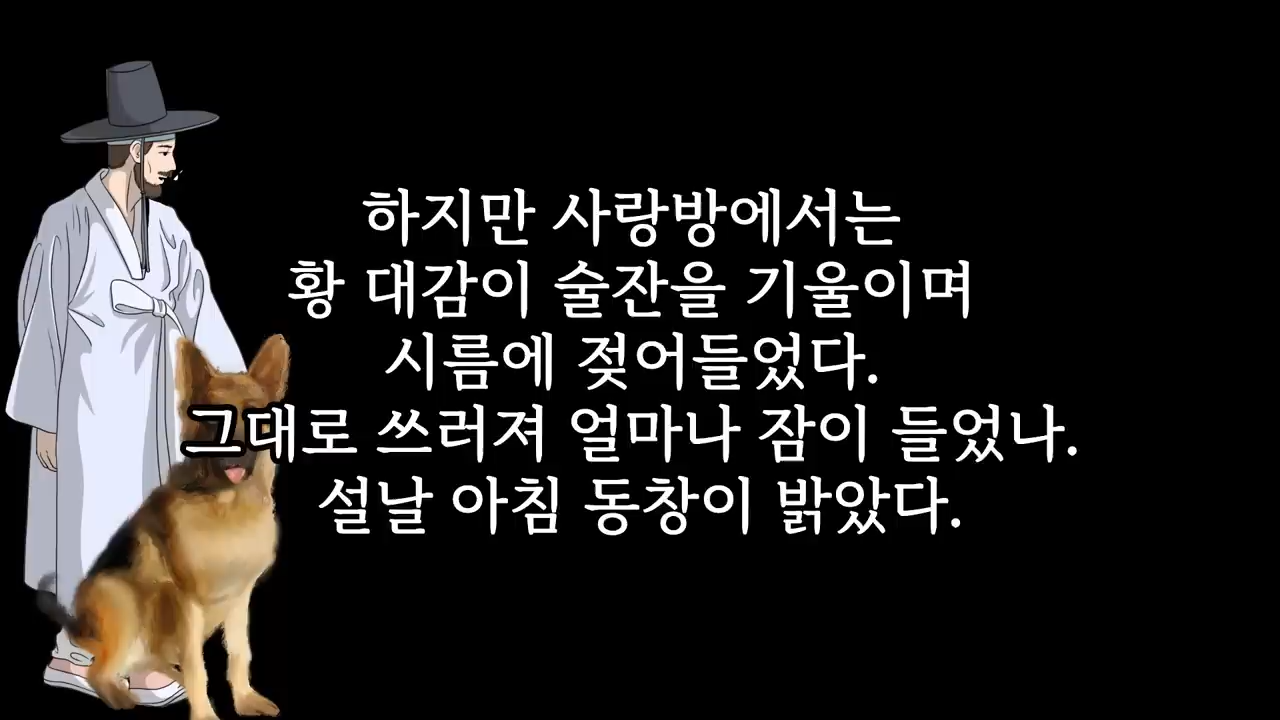 하지만 사랑방에서는
황 대감이 술잔을 기울이며
시름에 젖어들었다.
그대로 쓰러져 얼마나 잠이 들었나.
설날 아침 동창이 밝았다.